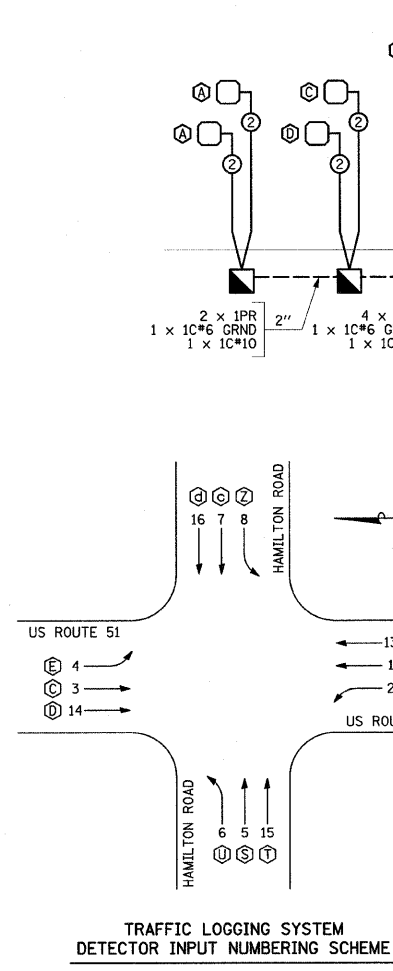 A
C
2
2
A
D
2
2
2 x 1PR
1 x 1C#6 GRND
1 x 1C#10
2''
4 x
1 x 1C#6 G
1 x 1C
HAMILTON ROAD
d c Z
16 7 8
US ROUTE 51
E 4
C 3
D 14
13
1
2
US ROU
HAMILTON ROAD
6 5 15
U S T
TRAFFIC LOGGING SYSTEM
DETECTOR INPUT NUMBERING SCHEME